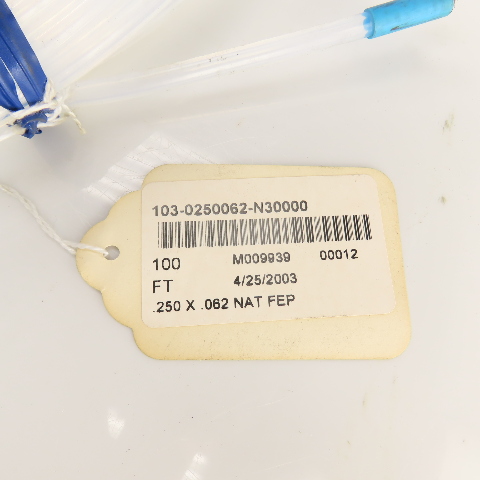 103-0250062-N30000
100 M009939 00012
FT 4/25/2003
.250 X .062 NAT FEP